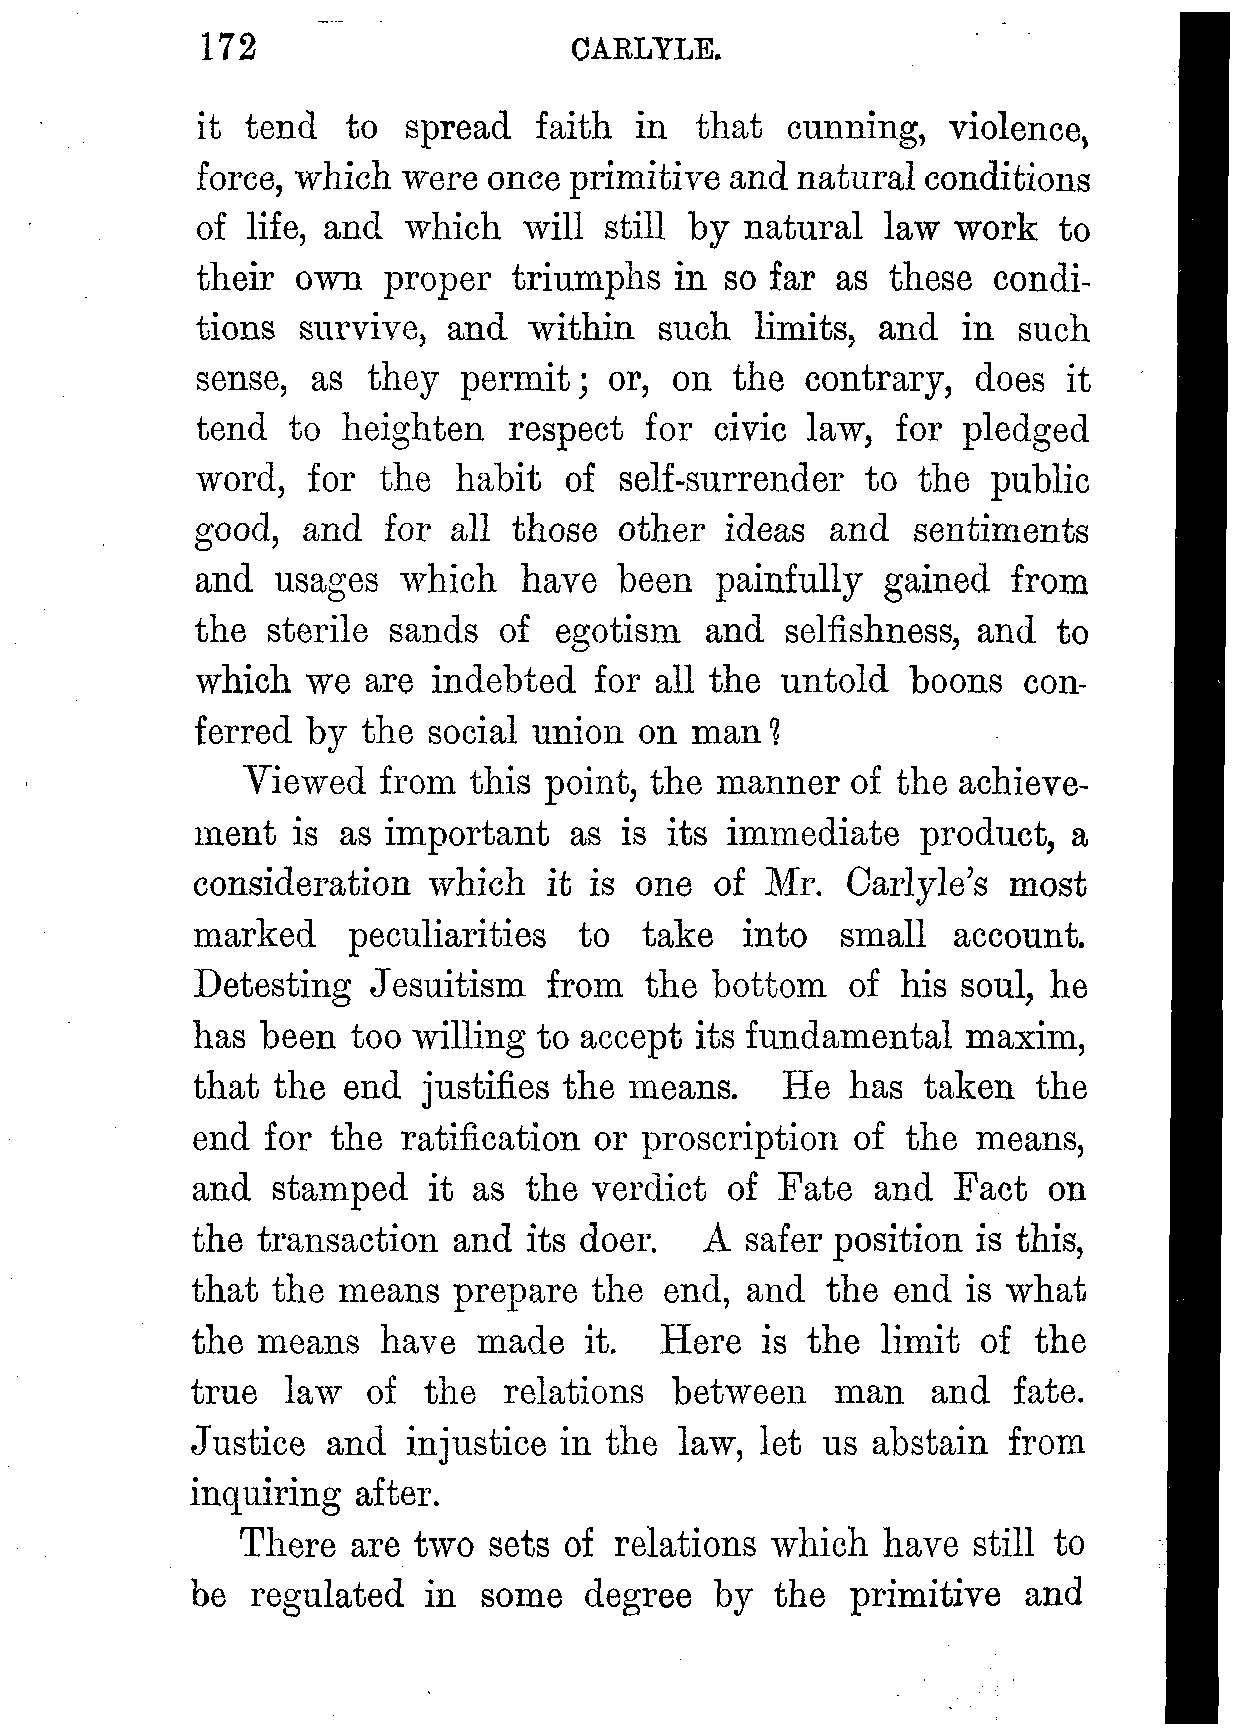 172 CARLYLE.
it tend to spread faith in that cunning, violence,
force, which were once primitive and natural conditions
of life, and which will still by natural law work to
their own proper triumphs in so far as these condi-
tions survive, and within such limits, and in such
sense, as they permit; or, on the contrary, does it
tend to heighten respect for civic law, for pledged
word, for the habit of self-surrender to the public
good, and for all those other ideas and sentiments
and usages which have been painfully gained from
the sterile sands of egotism and selfishness, and to
which we are indebted for all the untold boons con-
ferred by the social union on man?
Viewed from this point, the manner of the achieve-
ment is as important as is its immediate product, a
consideration which it is one of Mr. Carlyle's most
marked peculiarities to take into small account.
Detesting Jesuitism from the bottom of his soul, he
has been too willing to accept its fundamental maxim,
that the end justifies the means. He has taken the
end for the ratification or proscription of the means,
and stamped it as the verdict of Fate and Fact on
the transaction and its doer. A safer position is this,
that the means prepare the end, and the end is what
the means have made it. Here is the limit of the
true law of the relations between man and fate.
Justice and injustice in the law, let us abstain from
inquiring after.
There are two sets of relations which have still to
be regulated in some degree by the primitive and